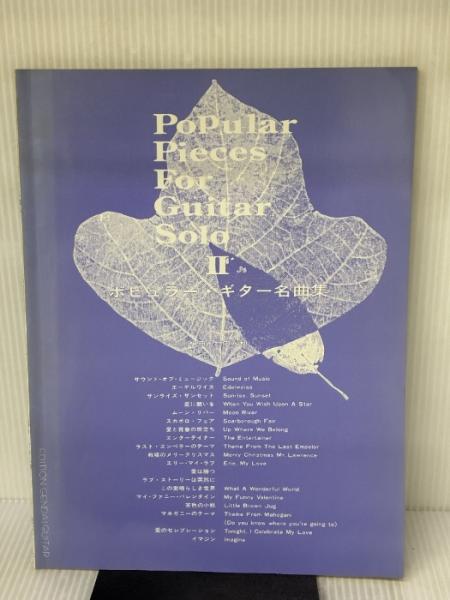 PoPular
Pieces
For
Guitar
Solo
II
ポピュラー・ギター名曲集
サウンド・オブ・ミュージック Sound of Music
エーデルワイス Edelweiss
サンライズ・サンセット Sunrise, Sunset
星に願いを When You Wish Upon A Star
ムーン・リバー Moon River
スカボロ・フェア Scarborough Fair
愛と青春の旅立ち Up Where We Belong
エンターテイナー The Entertainer
ラスト・エンペラーのテーマ Theme From The Last Emperor
戦場のメリークリスマス Merry Christmas Mr. Lawrence
エリー・マイ・ラブ Ellie, My Love
愛は勝つ
ラブ・ストーリーは突然に
この素晴らしき世界 What A Wonderful World
マイ・ファニー・バレンタイン My Funny Valentine
茶色の小瓶 Little Brown Jug
マホガニーのテーマ Theme From Mahogani
(Do you know where you're going to)
愛のセレブレーション Tonight, I Celebrate My Love
イマジン Imagine
EDITION GENDAI GUITAR